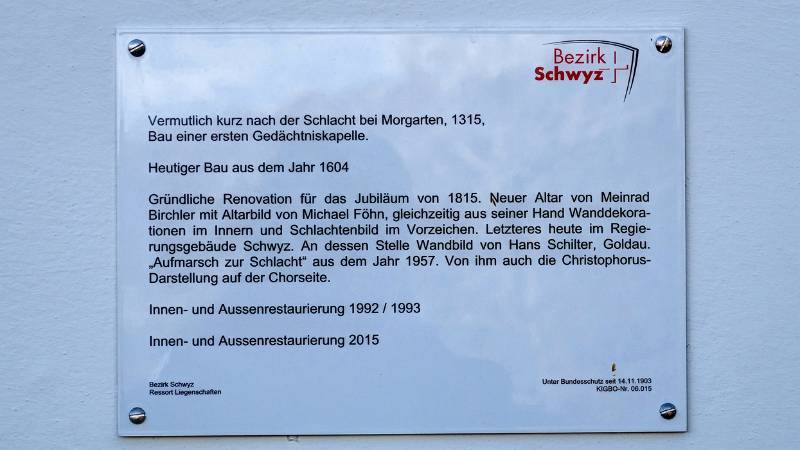 Bezirk
Schwyz
Vermutlich kurz nach der Schlacht bei Morgarten, 1315,
Bau einer ersten Gedächtniskapelle.
Heutiger Bau aus dem Jahr 1604
Gründliche Renovation für das Jubiläum von 1815. Neuer Altar von Meinrad
Birchler mit Altarbild von Michael Föhn, gleichzeitig aus seiner Hand Wanddekora-
tionen im Innern und Schlachtenbild im Vorzeichen. Letzteres heute im Regie-
rungsgebäude Schwyz. An dessen Stelle Wandbild von Hans Schilter, Goldau.
„Aufmarsch zur Schlacht“ aus dem Jahr 1957. Von ihm auch die Christophorus-
Darstellung auf der Chorseite.
Innen- und Aussenrestaurierung 1992 / 1993
Innen- und Aussenrestaurierung 2015
Bezirk Schwyz
Ressort Liegenschaften
Unter Bundesschutz seit 14.11.1903
KIGBO-Nr. 06.015